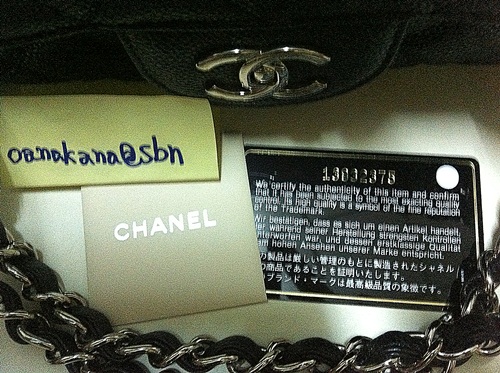 oanakana@sbn
CHANEL
We certify the authenticity of this item and confirm
that it has been subjected to the most exacting quality
control. Its high quality is a symbol of the fine reputation
of the Trademark.
Wir bestätigen, dass es sich um einen Artikel handelt,
der während seiner Herstellung strengsten Kontrollen
unterworfen war, und dessen erstklassige Qualität
hohen Ansehen unserer Marke entspricht.
の製品は厳しい管理のもとに製造されたシャネル
の商品であることを証明いたします。
ブランド・マークは最高級品質の象徴です。